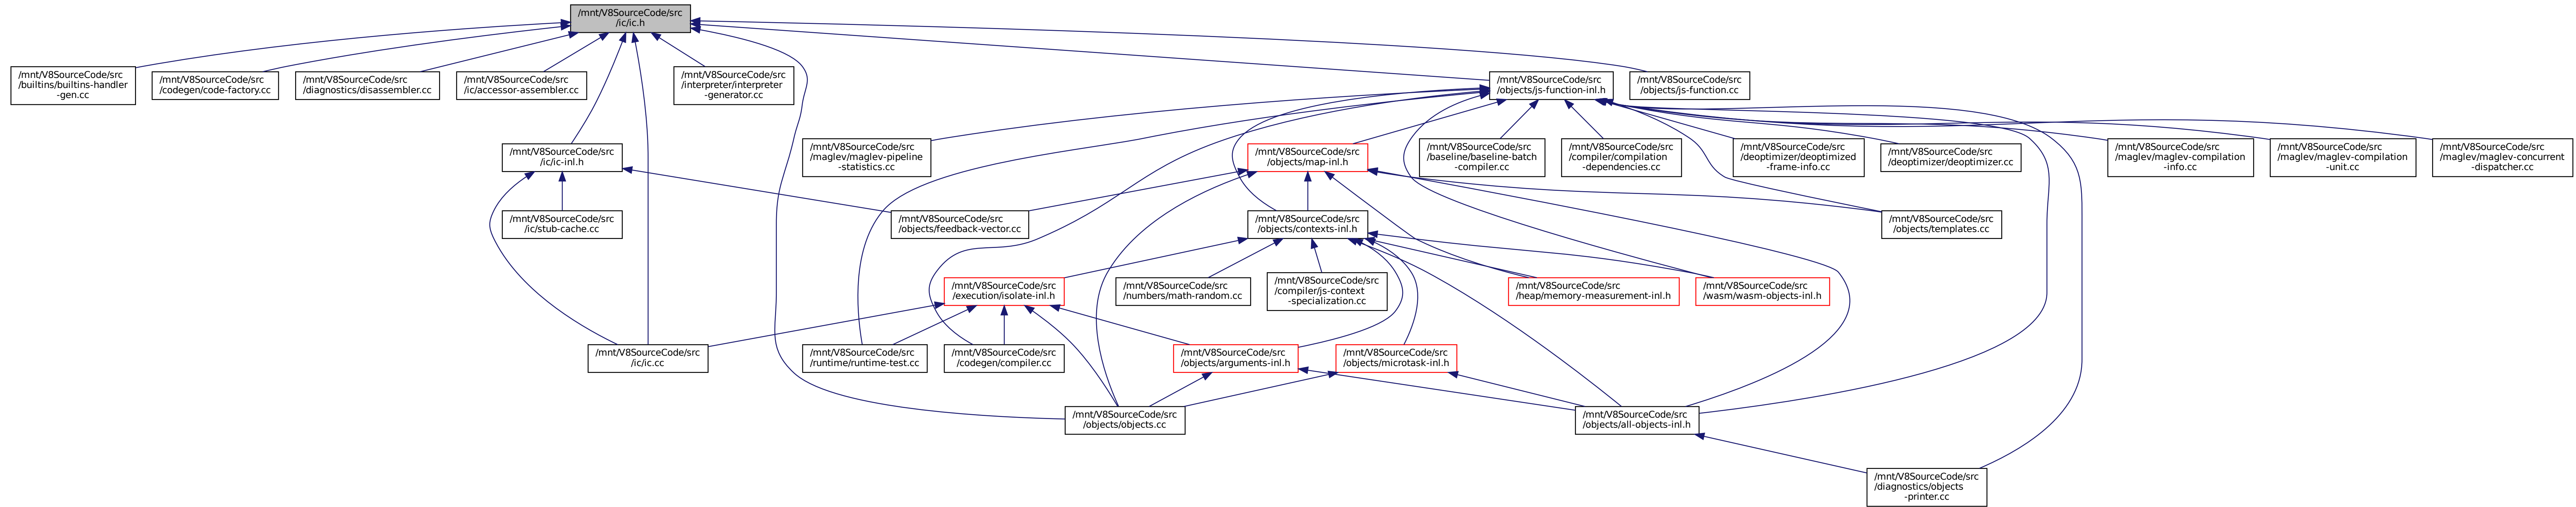 /mnt/V8SourceCode/src
/ic/ic.h
/mnt/V8SourceCode/src
/builtins/builtins-handler
-gen.cc
/mnt/V8SourceCode/src
/codegen/code-factory.cc
/mnt/V8SourceCode/src
/diagnostics/disassembler.cc
/mnt/V8SourceCode/src
/ic/accessor-assembler.cc
/mnt/V8SourceCode/src
/interpreter/interpreter
-generator.cc
/mnt/V8SourceCode/src
/objects/js-function-inl.h
/mnt/V8SourceCode/src
/objects/js-function.cc
/mnt/V8SourceCode/src
/ic/ic-inl.h
/mnt/V8SourceCode/src
/maglev/maglev-pipeline
-statistics.cc
/mnt/V8SourceCode/src
/objects/map-inl.h
/mnt/V8SourceCode/src
/baseline/baseline-batch
-compiler.cc
/mnt/V8SourceCode/src
/compiler/compilation
-dependencies.cc
/mnt/V8SourceCode/src
/deoptimizer/deoptimized
-frame-info.cc
/mnt/V8SourceCode/src
/deoptimizer/deoptimizer.cc
/mnt/V8SourceCode/src
/maglev/maglev-compilation
-info.cc
/mnt/V8SourceCode/src
/maglev/maglev-compilation
-unit.cc
/mnt/V8SourceCode/src
/maglev/maglev-concurrent
-dispatcher.cc
/mnt/V8SourceCode/src
/ic/stub-cache.cc
/mnt/V8SourceCode/src
/objects/feedback-vector.cc
/mnt/V8SourceCode/src
/objects/contexts-inl.h
/mnt/V8SourceCode/src
/objects/templates.cc
/mnt/V8SourceCode/src
/execution/isolate-inl.h
/mnt/V8SourceCode/src
/numbers/math-random.cc
/mnt/V8SourceCode/src
/compiler/js-context
-specialization.cc
/mnt/V8SourceCode/src
/heap/memory-measurement-inl.h
/mnt/V8SourceCode/src
/wasm/wasm-objects-inl.h
/mnt/V8SourceCode/src
/ic/ic.cc
/mnt/V8SourceCode/src
/runtime/runtime-test.cc
/mnt/V8SourceCode/src
/codegen/compiler.cc
/mnt/V8SourceCode/src
/objects/arguments-inl.h
/mnt/V8SourceCode/src
/objects/microtask-inl.h
/mnt/V8SourceCode/src
/objects/objects.cc
/mnt/V8SourceCode/src
/objects/all-objects-inl.h
/mnt/V8SourceCode/src
/diagnostics/objects
-printer.cc